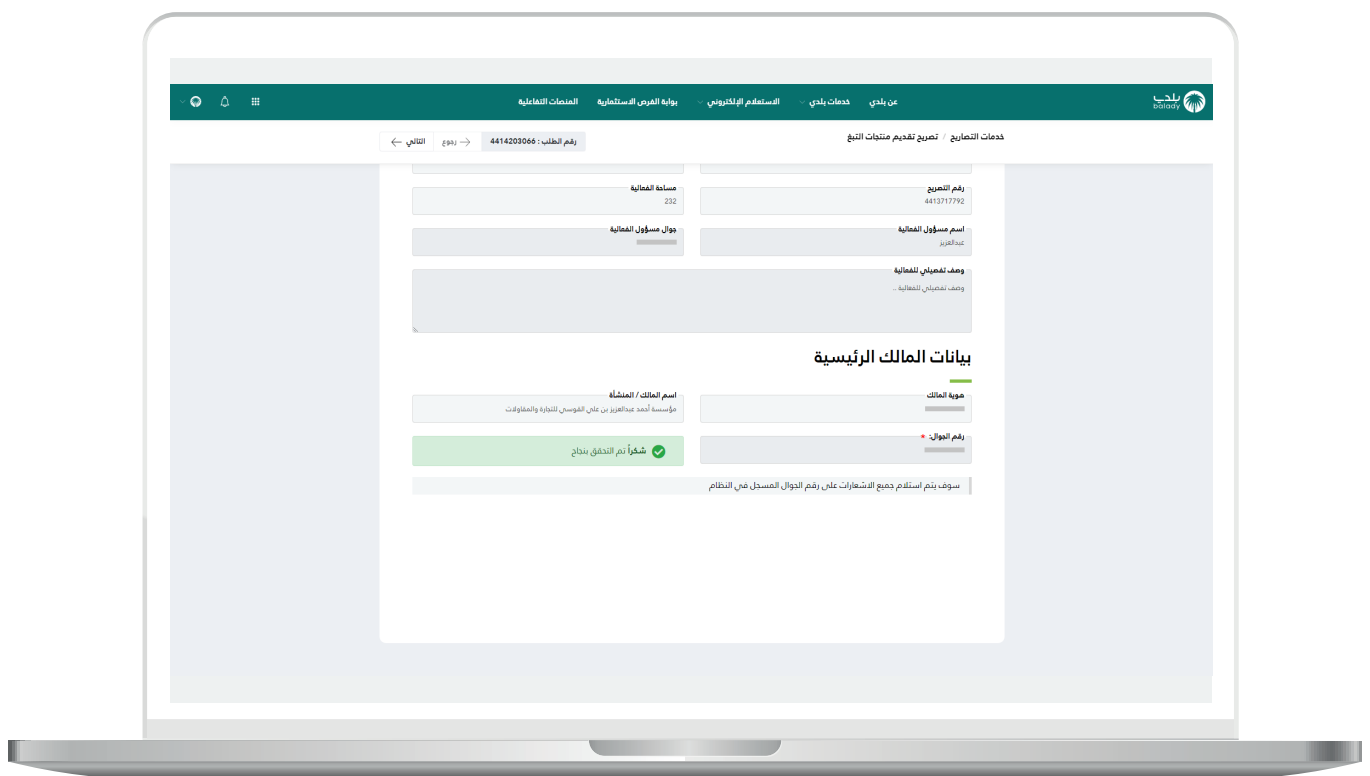 بلدي
balady
عن بلدي
خدمات بلدي
الاستعلام الإلكتروني
بوابة الفرص الاستثمارية
المنصات التفاعلية
خدمات التصاريح / تصريح تقديم منتجات التبغ
رقم الطلب : 4414203066
رجوع
التالي
رقم التصريح
4413717792
مساحة الفعالية
232
اسم مسؤول الفعالية
عبدالعزيز
جوال مسؤول الفعالية
وصف تفصيلي للفعالية
وصف تفصيلي للفعالية ..
بيانات المالك الرئيسية
هوية المالك
اسم المالك / المنشأة
مؤسسة أحمد عبدالعزيز بن علي القوسي للتجارة والمقاولات
رقم الجوال: *
شكراً تم التحقق بنجاح
سوف يتم استلام جميع الاشعارات على رقم الجوال المسجل في النظام